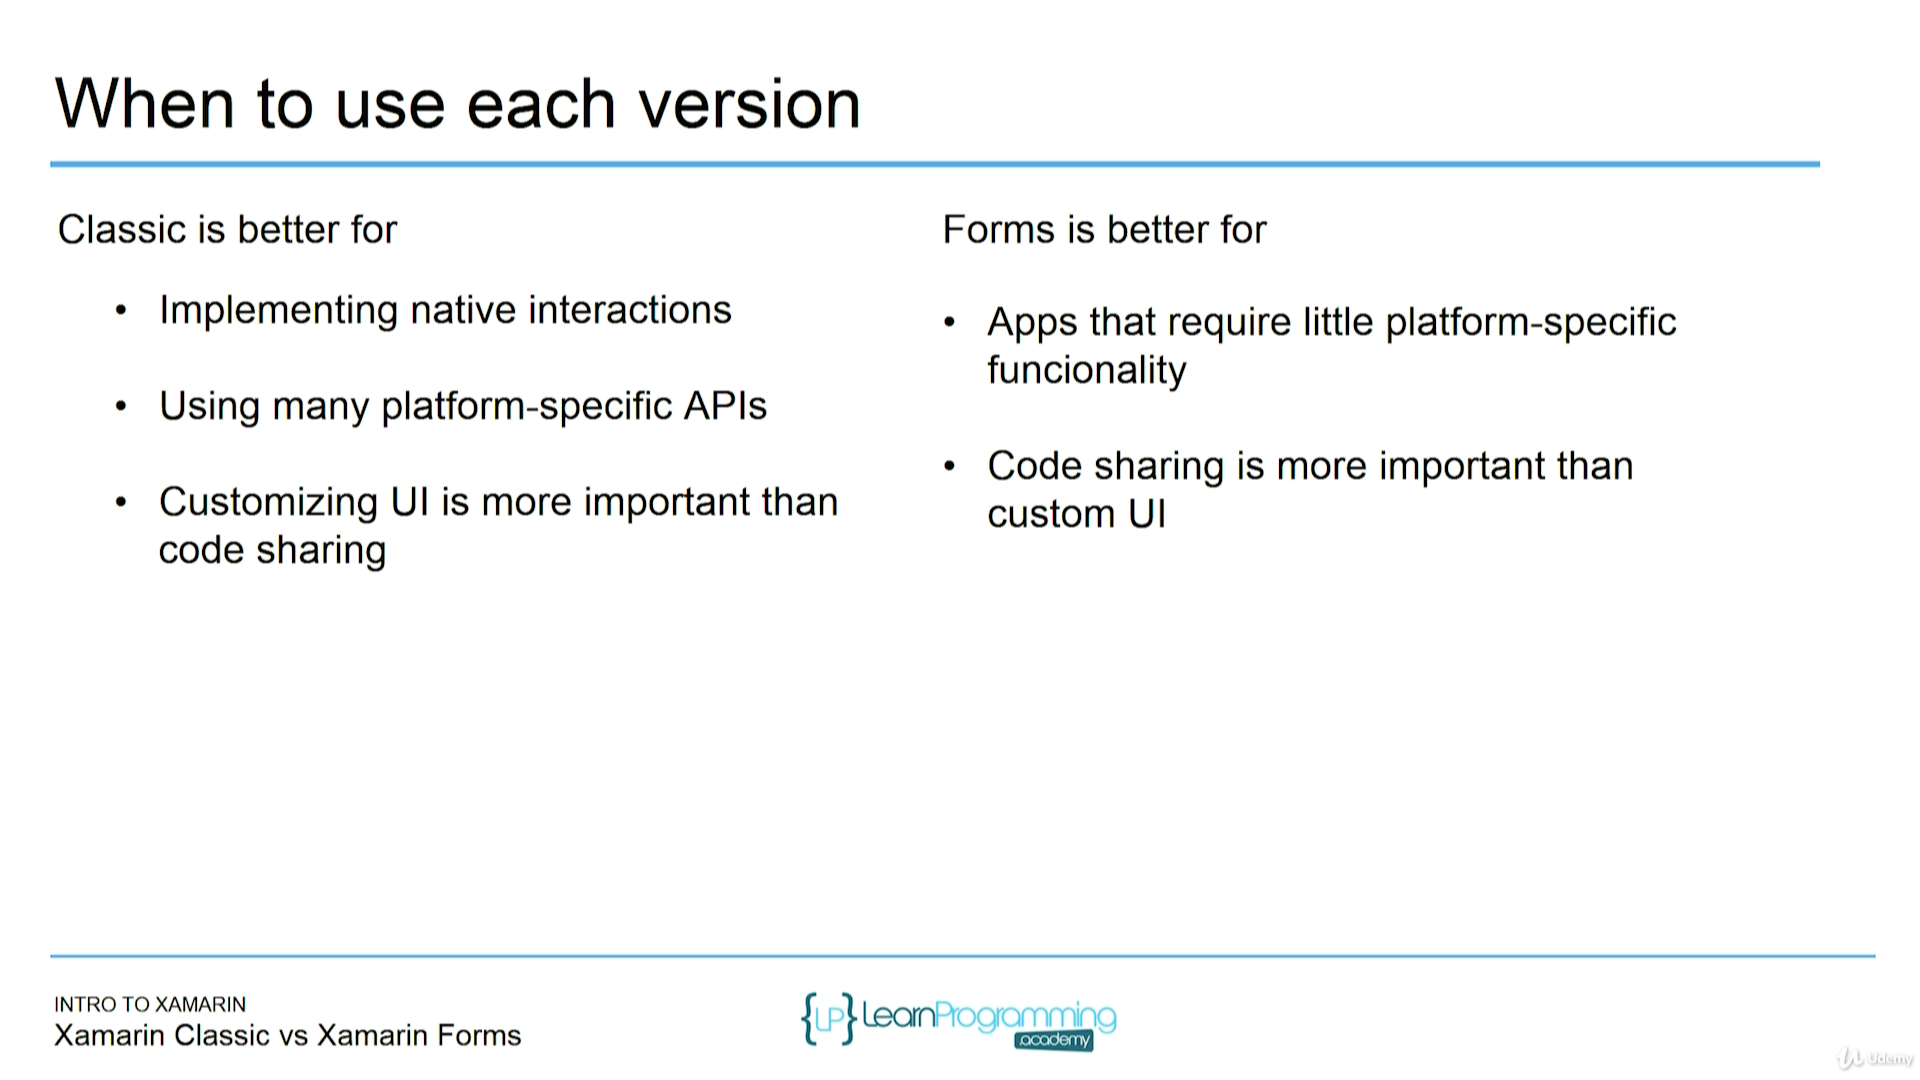 When to use each version
Classic is better for
• Implementing native interactions
• Using many platform-specific APIs
• Customizing UI is more important than
code sharing
Forms is better for
• Apps that require little platform-specific
funcionality
• Code sharing is more important than
custom UI
INTRO TO XAMARIN
Xamarin Classic vs Xamarin Forms
{LP} LearnProgramming
academy
Udemy